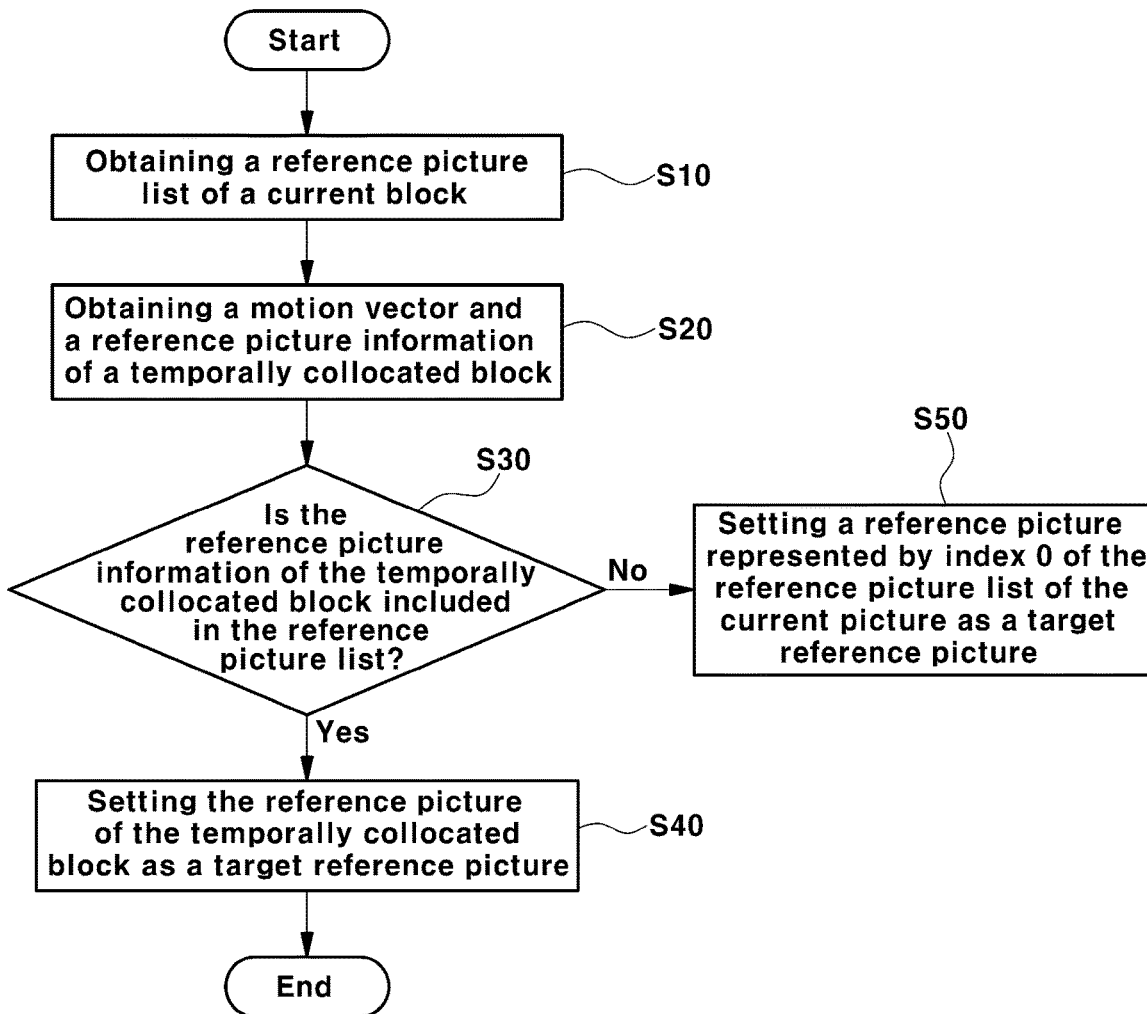 Start
Obtaining a reference picture
list of a current block
S10
Obtaining a motion vector and
a reference picture information
of a temporally collocated block
S20
S30
Is the
reference picture
information of the temporally
collocated block included
in the reference
picture list?
No
S50
Setting a reference picture
represented by index 0 of the
reference picture list of the
current picture as a target
reference picture
Yes
Setting the reference picture
of the temporally collocated
block as a target reference picture
S40
End